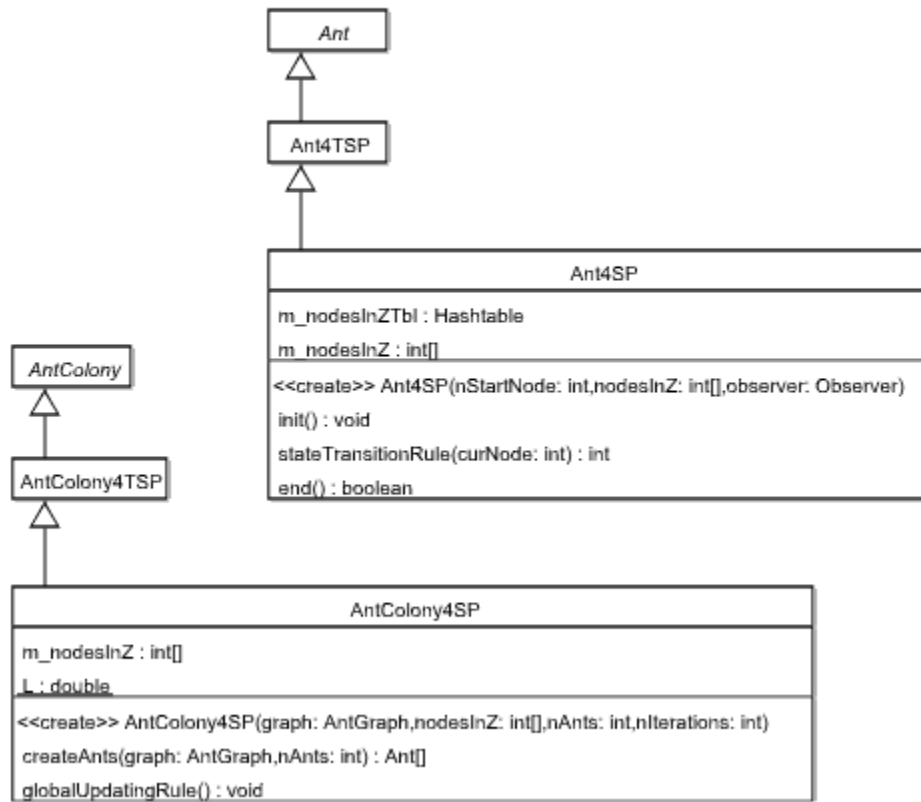 Ant
Ant4TSP
Ant4SP
m_nodesInZTbl : Hashtable
m_nodesInZ : int[]
<<create>> Ant4SP(nStartNode: int,nodesInZ: int[],observer: Observer)
init() : void
stateTransitionRule(curNode: int) : int
end() : boolean
AntColony
AntColony4TSP
AntColony4SP
m_nodesInZ : int[]
L : double
<<create>> AntColony4SP(graph: AntGraph,nodesInZ: int[],nAnts: int,nIterations: int)
createAnts(graph: AntGraph,nAnts: int) : Ant[]
globalUpdatingRule() : void